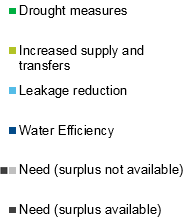 Drought measures
Increased supply and
transfers
Leakage reduction
Water Efficiency
Need (surplus not available)
Need (surplus available)